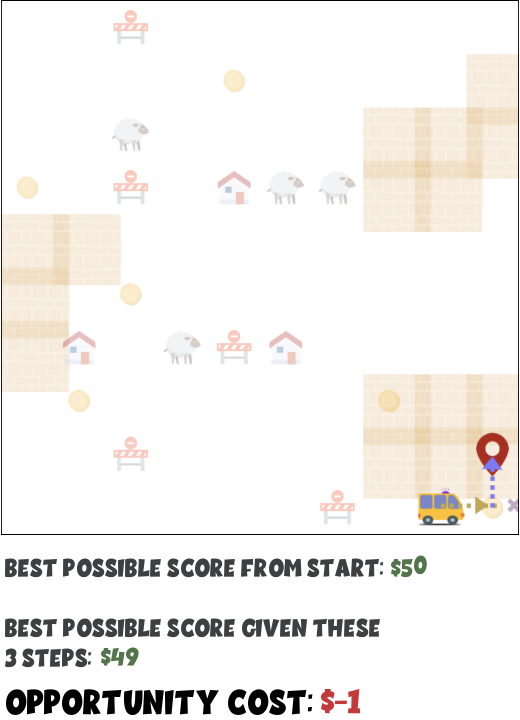 BEST POSSIBLE SCORE FROM START: $50
BEST POSSIBLE SCORE GIVEN THESE
3 STEPS: $49
OPPORTUNITY COST: $-1